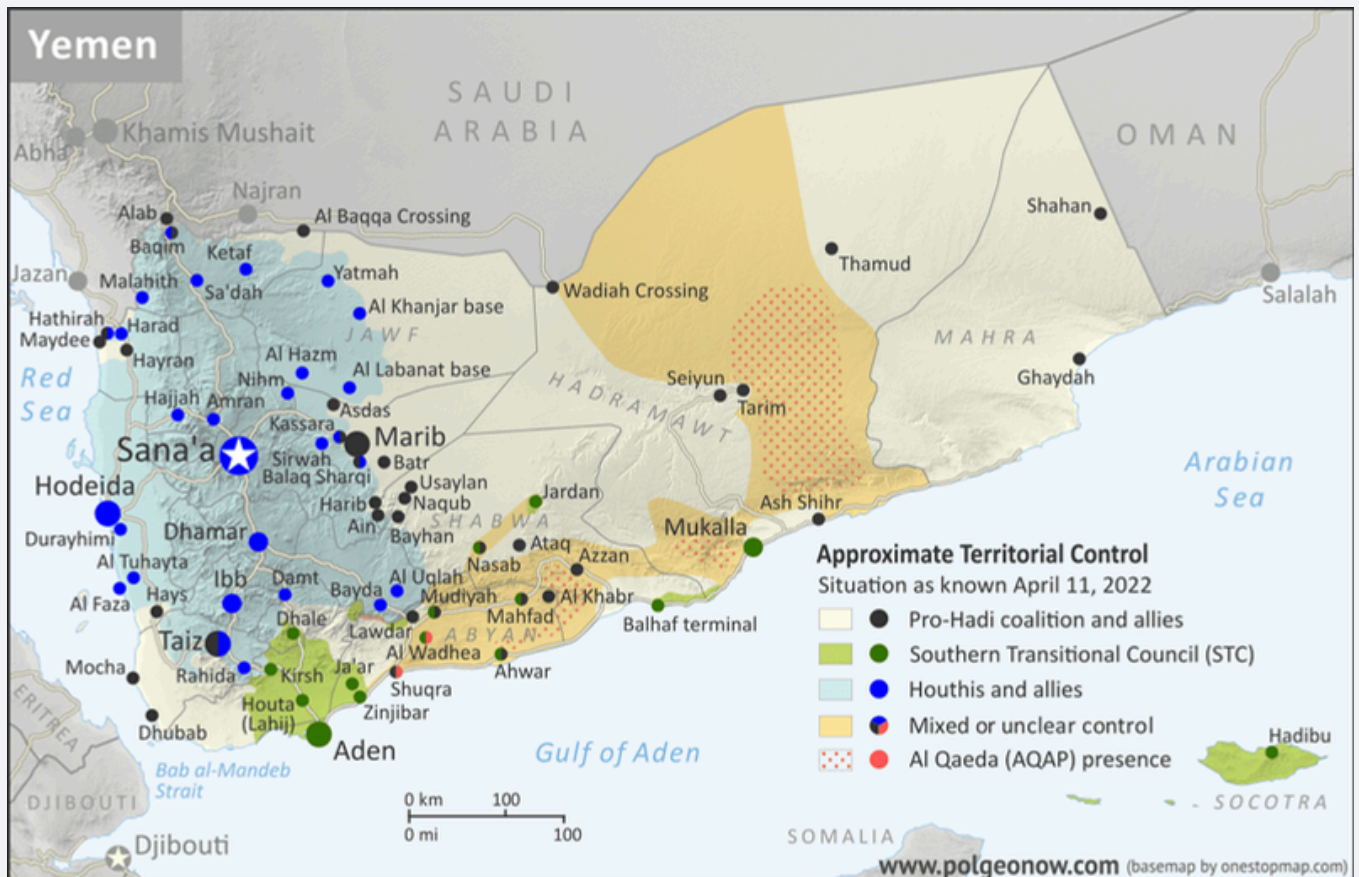 Yemen
SAUDI
ARABIA
OMAN
Khamis Mushait
Abha
Najran
Alab
Al Baqqa Crossing
Shahan
Baqim
Ketaf
Thamud
Jazan
Malahith
Sa'dah
Yatmah
Wadiah Crossing
Salalah
Al Khanjar base
Hathirah
Harad
Maydee
JAWF
MAHRA
Hayran
Al Hazm
Red
Sea
Nihm
Al Labanat base
Seiyun
Ghaydah
HADRAMAWT
Hajjah
Amran
Asdas
Tarim
Kassara
Marib
Sana'a
Sirwah
Batr
Arabian
Sea
Balaq Sharqi
Hodeida
Usaylan
Jardan
Ash Shihr
Harib
Naqub
Ain
SHABWA
Mukalla
Durayhimi
Dhamar
Bayhan
Ataq
Azzan
Al Tuhayta
Nasab
Ibb
Damt
Bayda
Al Uqlah
Al Faza
Hays
Mudiyah
Al Khabr
Mahfad
Dhale
Balhaf terminal
Taiz
Lawdar
ABYAN
Al Wadhea
Mocha
Rahida
Kirsh
Ja'ar
Ahwar
Shuqra
Houta
(Lahij)
Zinjibar
ERITREA
Dhubab
Aden
Gulf of Aden
Bab al-Mandeb
Strait
DJIBOUTI
Djibouti
0 km 100
0 mi 100
Approximate Territorial Control
Situation as known April 11, 2022
Pro-Hadi coalition and allies
Southern Transitional Council (STC)
Houthis and allies
Mixed or unclear control
Al Qaeda (AQAP) presence
Hadibu
SOCOTRA
SOMALIA
www.polgeonow.com (basemap by onestopmap.com)